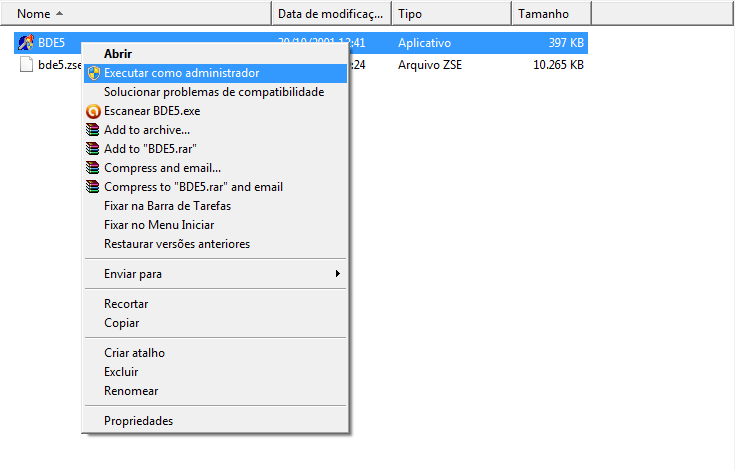 Nome Data de modificaç... Tipo Tamanho
BDE5 20/10/2001 13:41 Aplicativo 397 KB
bde5.zse :24 Arquivo ZSE 10.265 KB
Abrir
Executar como administrador
Solucionar problemas de compatibilidade
Escanear BDE5.exe
Add to archive...
Add to "BDE5.rar"
Compress and email...
Compress to "BDE5.rar" and email
Fixar na Barra de Tarefas
Fixar no Menu Iniciar
Restaurar versões anteriores
Enviar para
Recortar
Copiar
Criar atalho
Excluir
Renomear
Propriedades